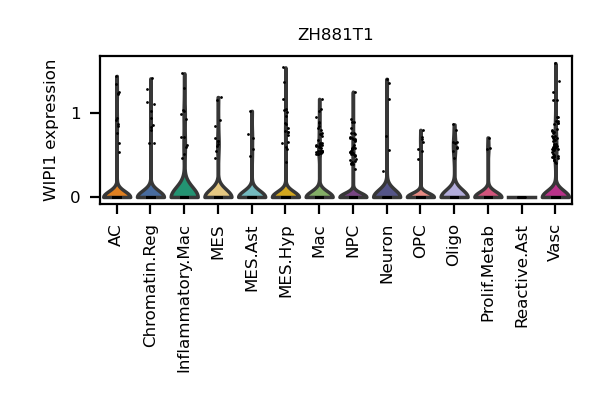 ZH881T1
WIPI1 expression
1
0
AC
Chromatin.Reg
Inflammatory.Mac
MES
MES.Ast
MES.Hyp
Mac
NPC
Neuron
OPC
Oligo
Prolif.Metab
Reactive.Ast
Vasc